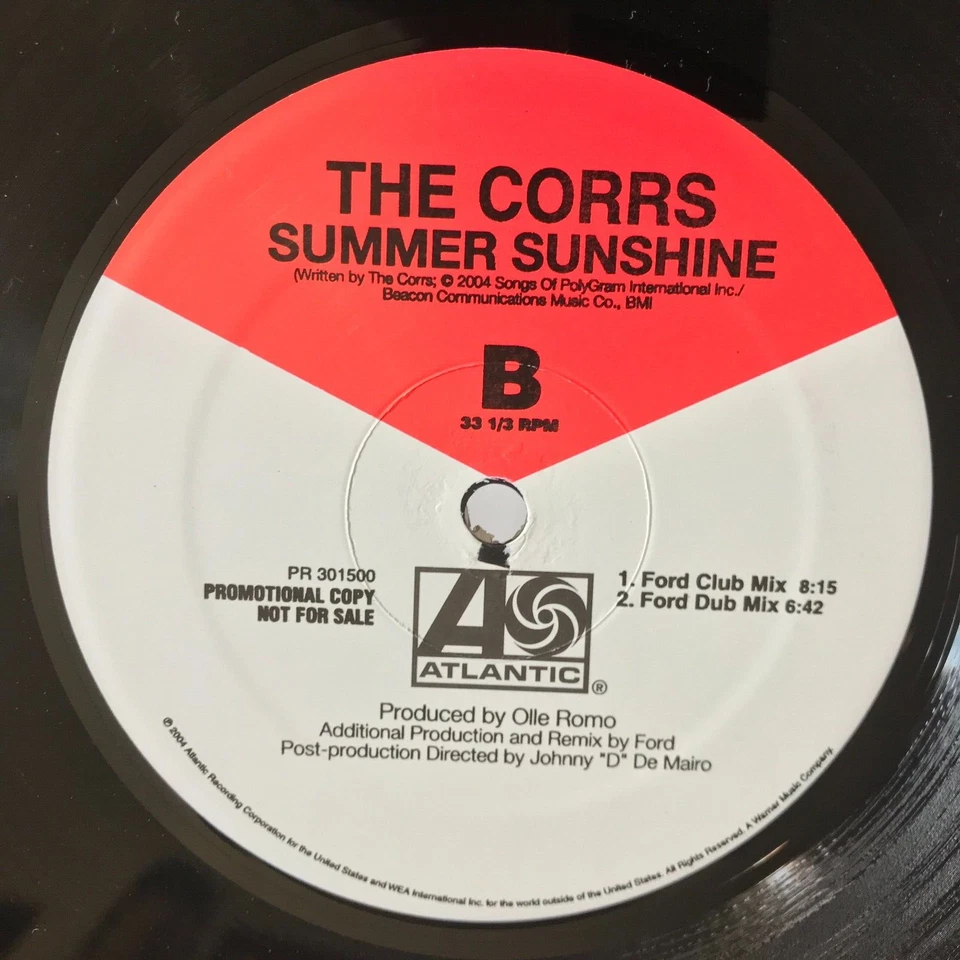 THE CORRS
SUMMER SUNSHINE
(Written by The Corrs; © 2004 Songs Of PolyGram International Inc./
Beacon Communications Music Co., BMI
B
33 1/3 RPM
PR 301500
PROMOTIONAL COPY
NOT FOR SALE
1. Ford Club Mix 8:15
2. Ford Dub Mix 6:42
A
ATLANTIC ®
Produced by Olle Romo
Additional Production and Remix by Ford
Post-production Directed by Johnny "D" De Mairo
℗ 2004 Atlantic Recording Corporation for the United States and WEA International Inc. for the world outside of the United States. All Rights Reserved. A Warner Music Company.